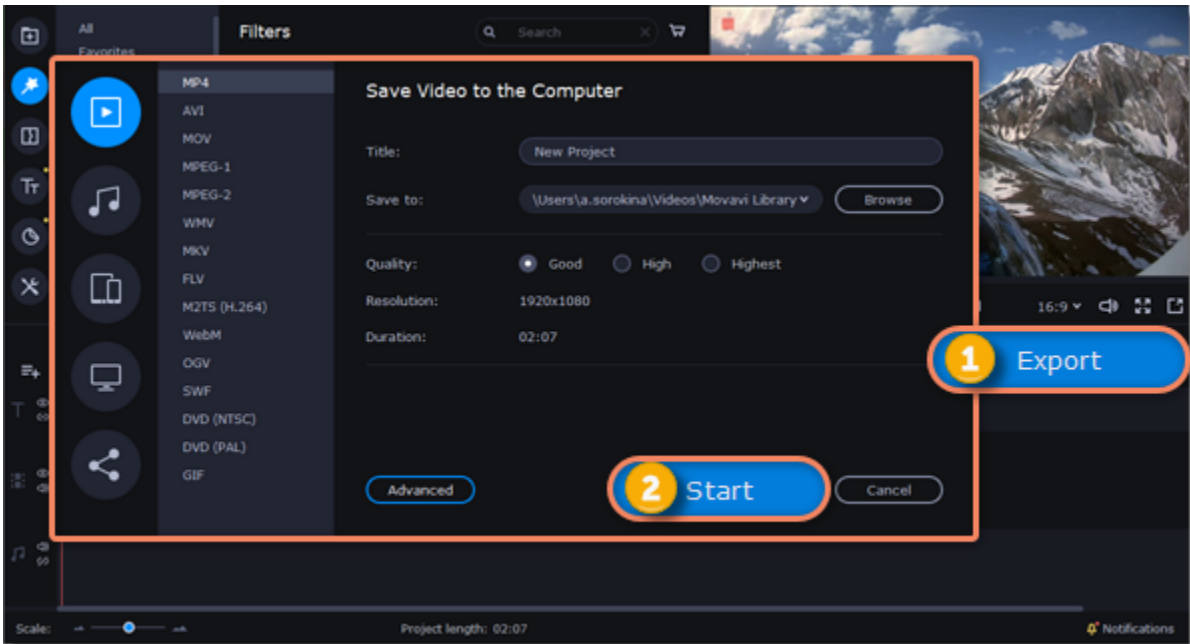 All
Favorites
Filters
Search
MP4
AVI
MOV
MPEG-1
MPEG-2
WMV
MKV
FLV
M2TS (H.264)
WebM
OGV
SWF
DVD (NTSC)
DVD (PAL)
GIF
Save Video to the Computer
Title: New Project
Save to: \Users\a.sorokina\Videos\Movavi Library Browse
Quality: Good High Highest
Resolution: 1920x1080
Duration: 02:07
Advanced 2 Start Cancel
16:9
1 Export
Scale: Project length: 02:07 Notifications